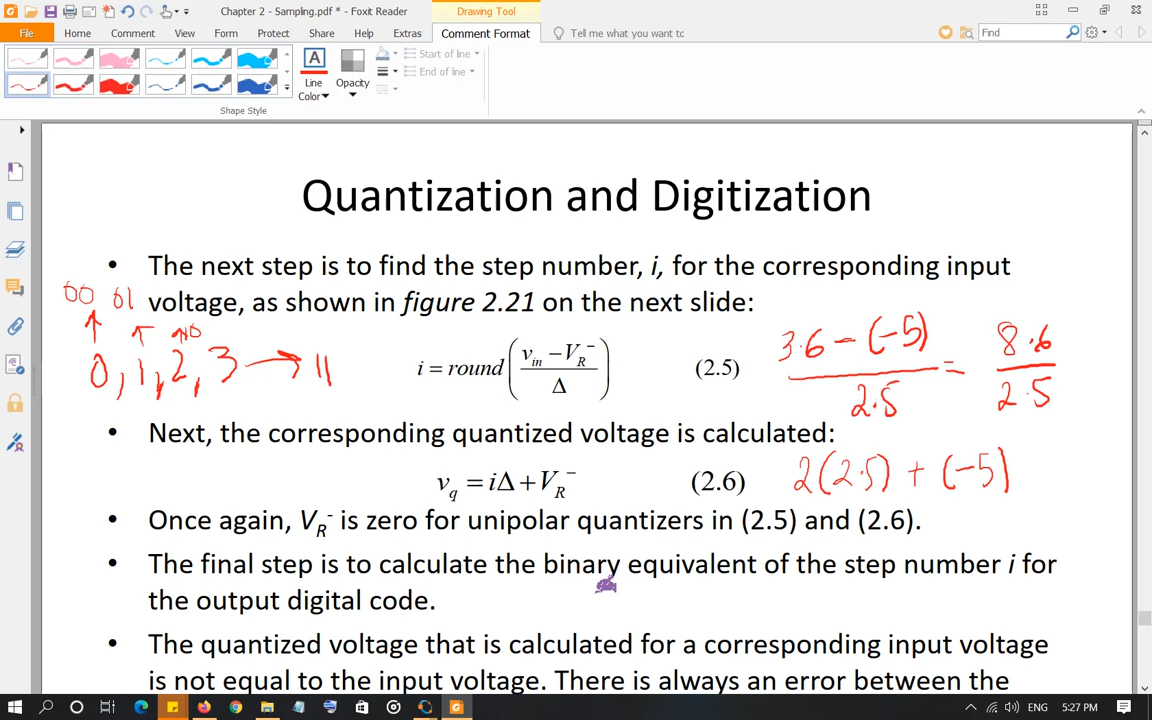 Chapter 2 - Sampling.pdf * - Foxit Reader
Drawing Tool
File
Home
Comment
View
Form
Protect
Share
Help
Extras
Comment Format
Tell me what you want to
Find
Line
Color
Opacity
Start of line
End of line
Shape Style
Quantization and Digitization
• The next step is to find the step number, i, for the corresponding input
voltage, as shown in figure 2.21 on the next slide:
00 01
10
0, 1, 2, 3 → 11
i = round( (v_in − V_R⁻) / Δ ) (2.5)
3.6 − (−5) / 2.5 = 8.6 / 2.5
• Next, the corresponding quantized voltage is calculated:
v_q = iΔ + V_R⁻ (2.6)
2(2.5) + (−5)
• Once again, V_R⁻ is zero for unipolar quantizers in (2.5) and (2.6).
• The final step is to calculate the binary equivalent of the step number i for
the output digital code.
• The quantized voltage that is calculated for a corresponding input voltage
is not equal to the input voltage. There is always an error between the
ENG
5:27 PM